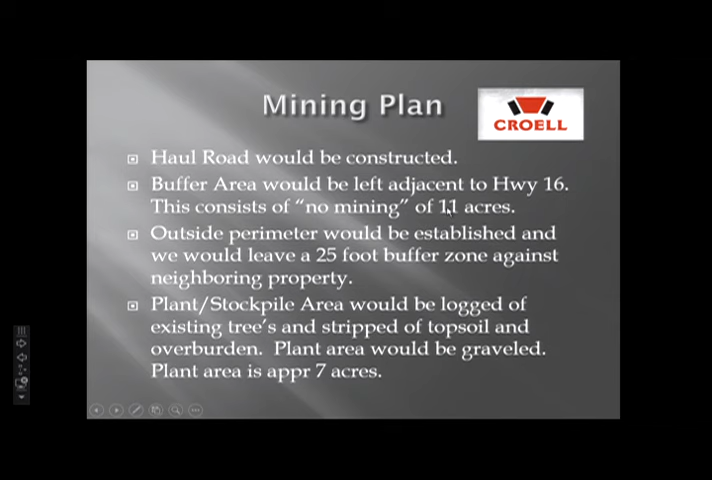 Mining Plan
CROELL
Haul Road would be constructed.
Buffer Area would be left adjacent to Hwy 16.
This consists of “no mining” of 11 acres.
Outside perimeter would be established and
we would leave a 25 foot buffer zone against
neighboring property.
Plant/Stockpile Area would be logged of
existing tree’s and stripped of topsoil and
overburden. Plant area would be graveled.
Plant area is appr 7 acres.